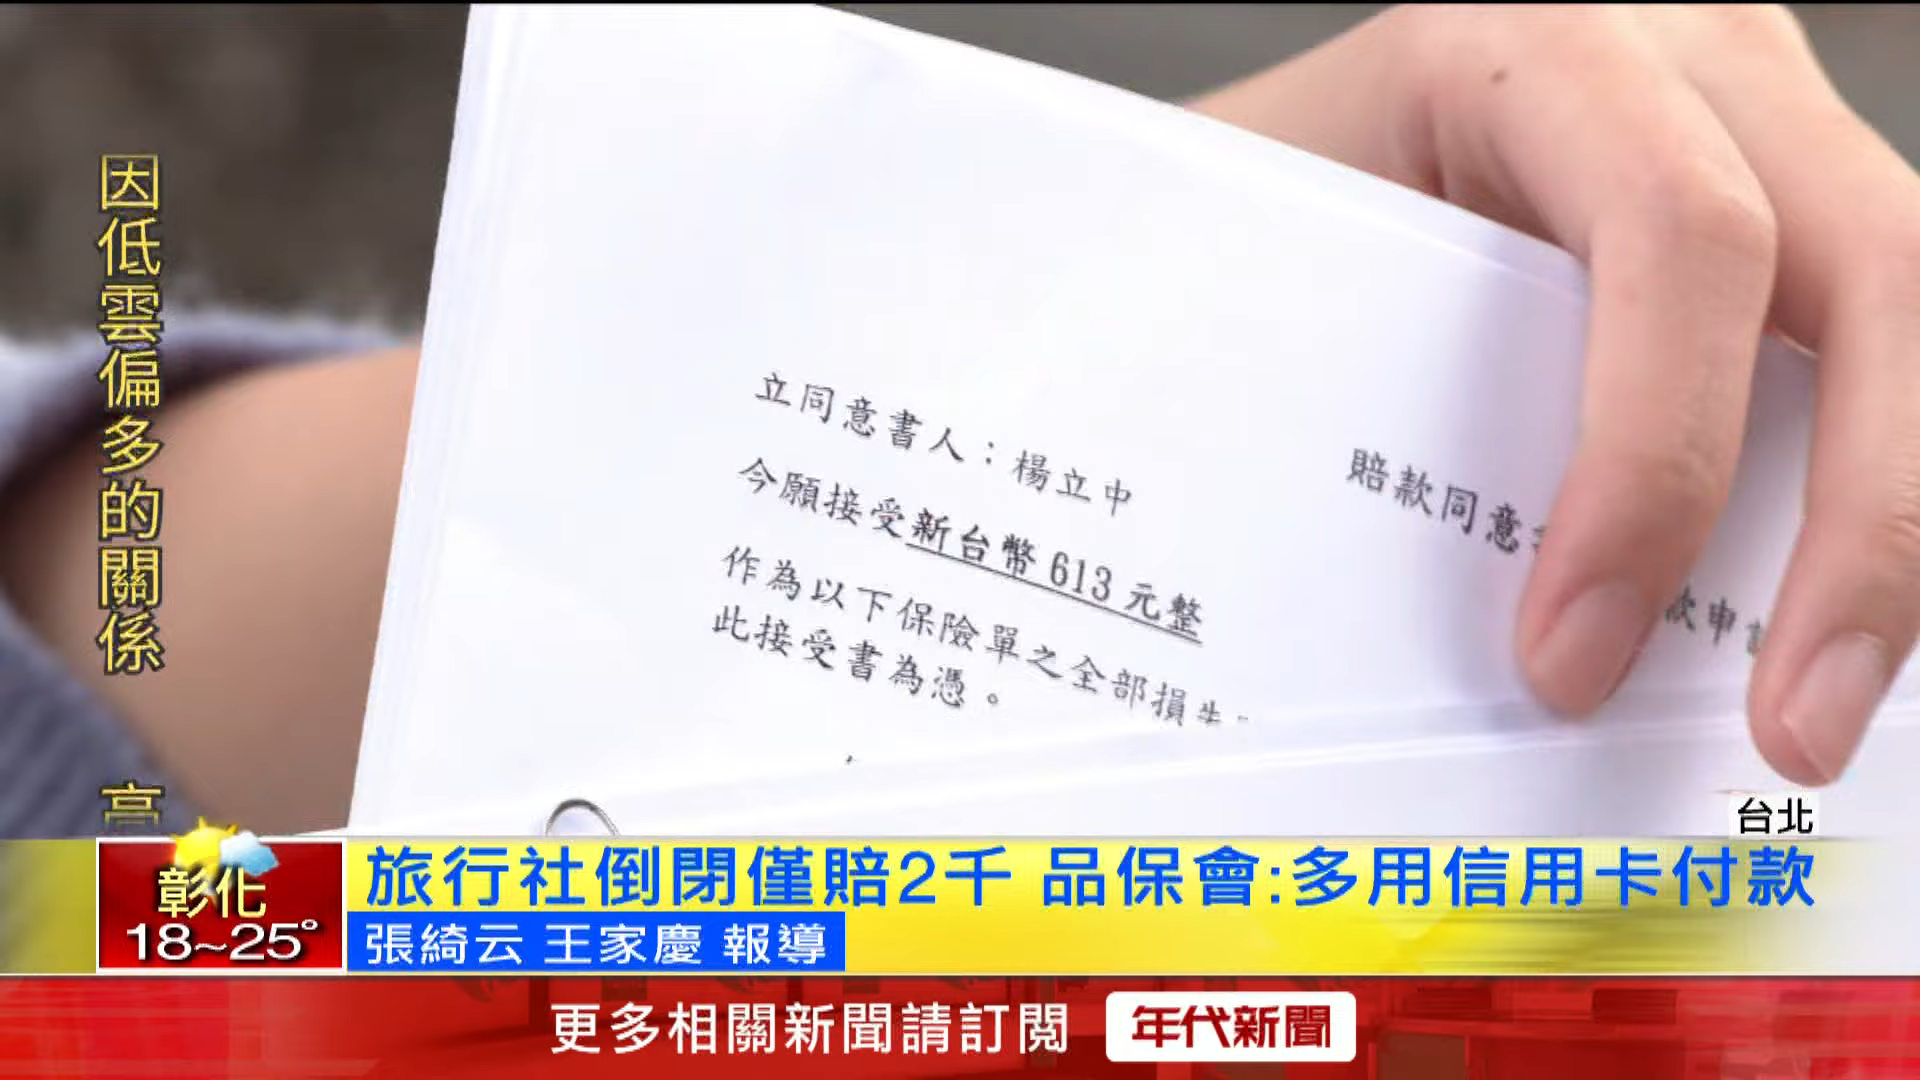 因低雲偏多的關係
立同意書人：楊立中
今願接受新台幣613元整
作為以下保險單之全部損
此接受書為憑。
賠款同意
款申
台北
彰化
18~25°
旅行社倒閉僅賠2千 品保會:多用信用卡付款
張綺云 王家慶 報導
更多相關新聞請訂閱 年代新聞